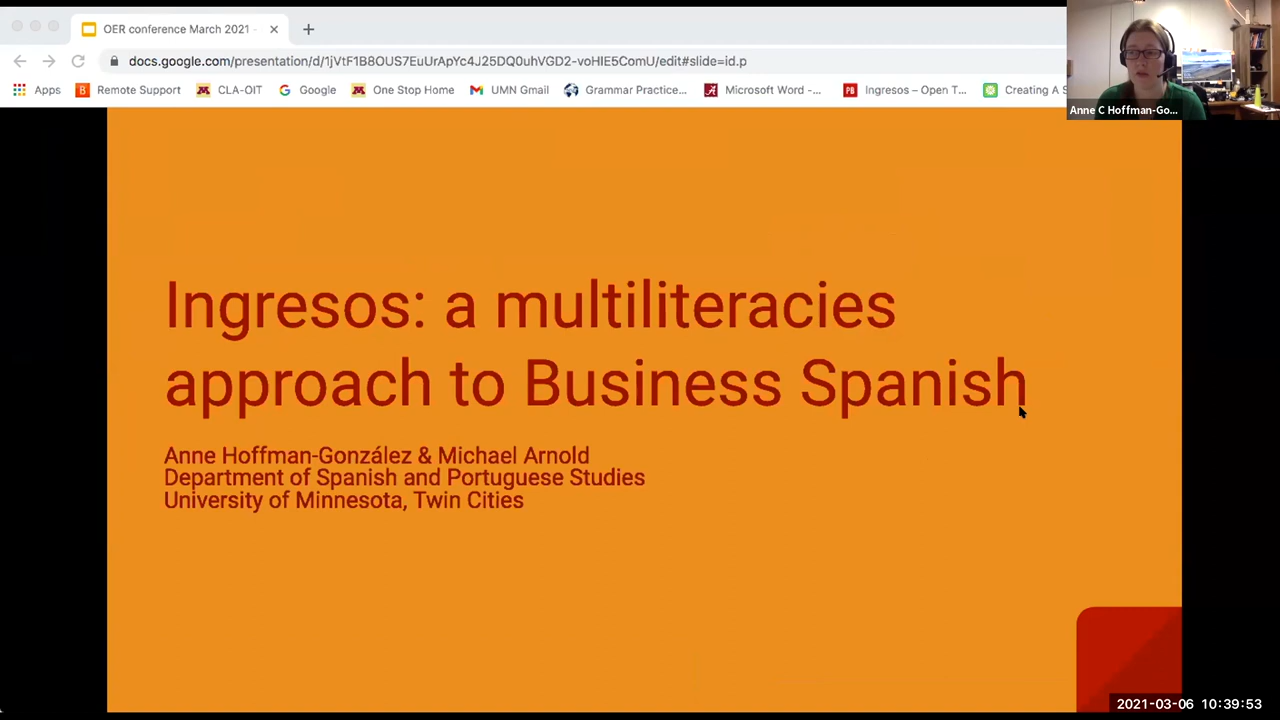 OER conference March 2021 -
docs.google.com/presentation/d/1jVtF1B8OUS7EuUrApYc4J25DQ0uhVGD2-voHIE5ComU/edit#slide=id.p
Apps
Remote Support
CLA-OIT
Google
One Stop Home
UMN Gmail
Grammar Practice...
Microsoft Word -...
PB
Ingresos – Open T...
Creating A S
Anne C Hoffman-Go...
Ingresos: a multiliteracies
approach to Business Spanish
Anne Hoffman-González & Michael Arnold
Department of Spanish and Portuguese Studies
University of Minnesota, Twin Cities
2021-03-06 10:39:53